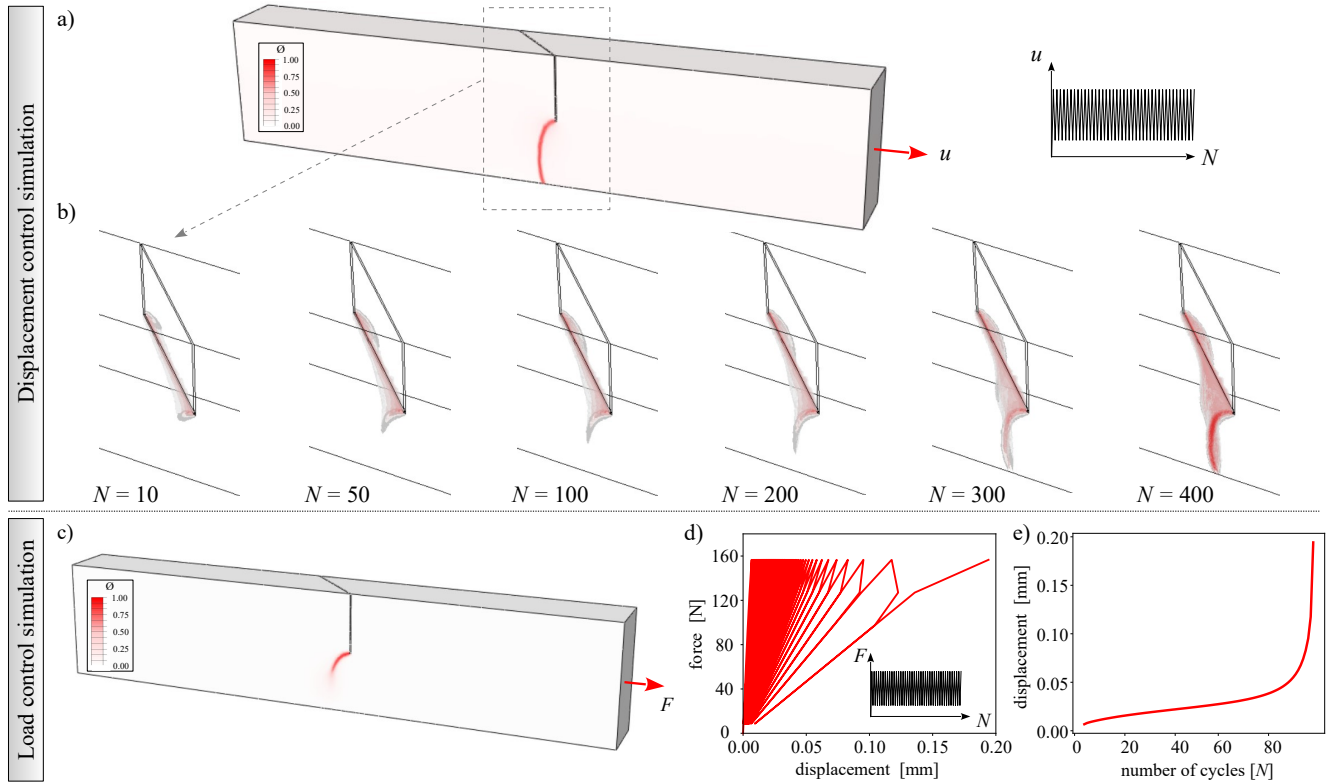 Displacement control simulation
a)
Ø
1.00
0.75
0.50
0.25
0.00
u
u
N
b)
N = 10
N = 50
N = 100
N = 200
N = 300
N = 400
Load control simulation
c)
Ø
1.00
0.75
0.50
0.25
0.00
F
d)
force [N]
160
120
80
40
0
0.00
0.05
0.10
0.15
0.20
displacement [mm]
F
N
e)
displacement [mm]
0.20
0.15
0.10
0.05
0.00
0
20
40
60
80
number of cycles [N]